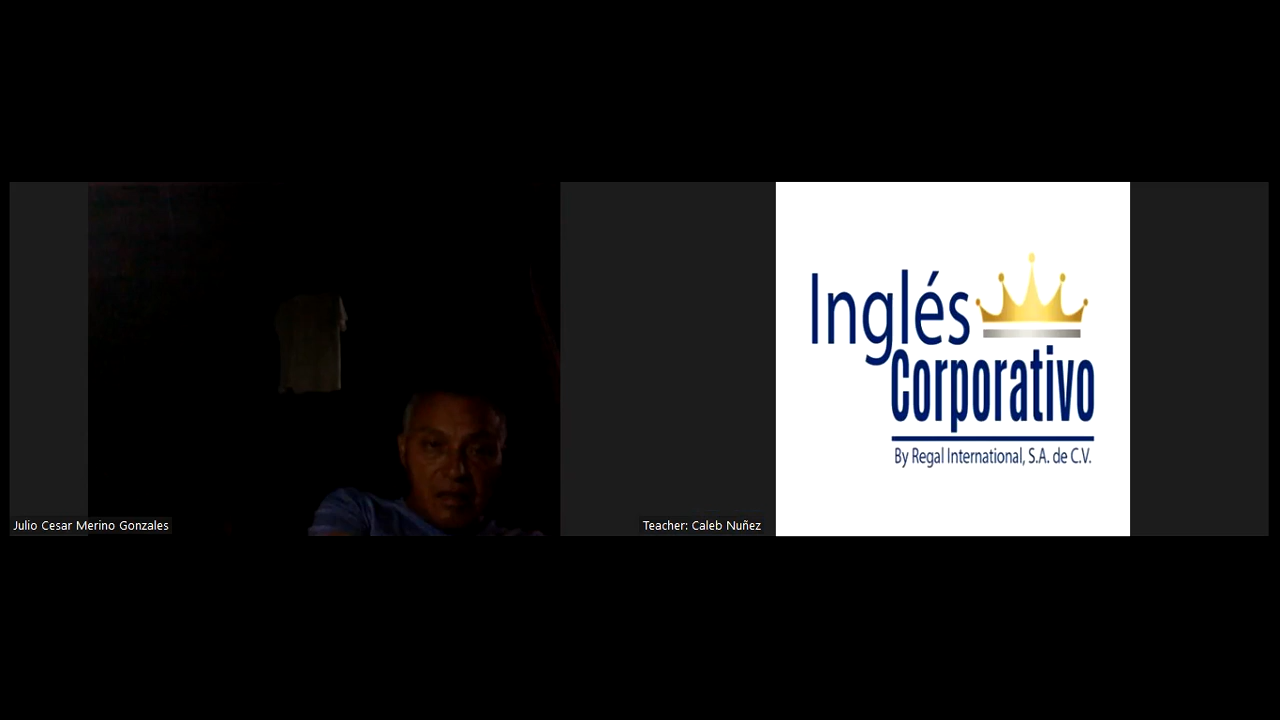 Inglés
Corporativo
By Regal International, S.A. de C.V.
Julio Cesar Merino Gonzales
Teacher: Caleb Nuñez